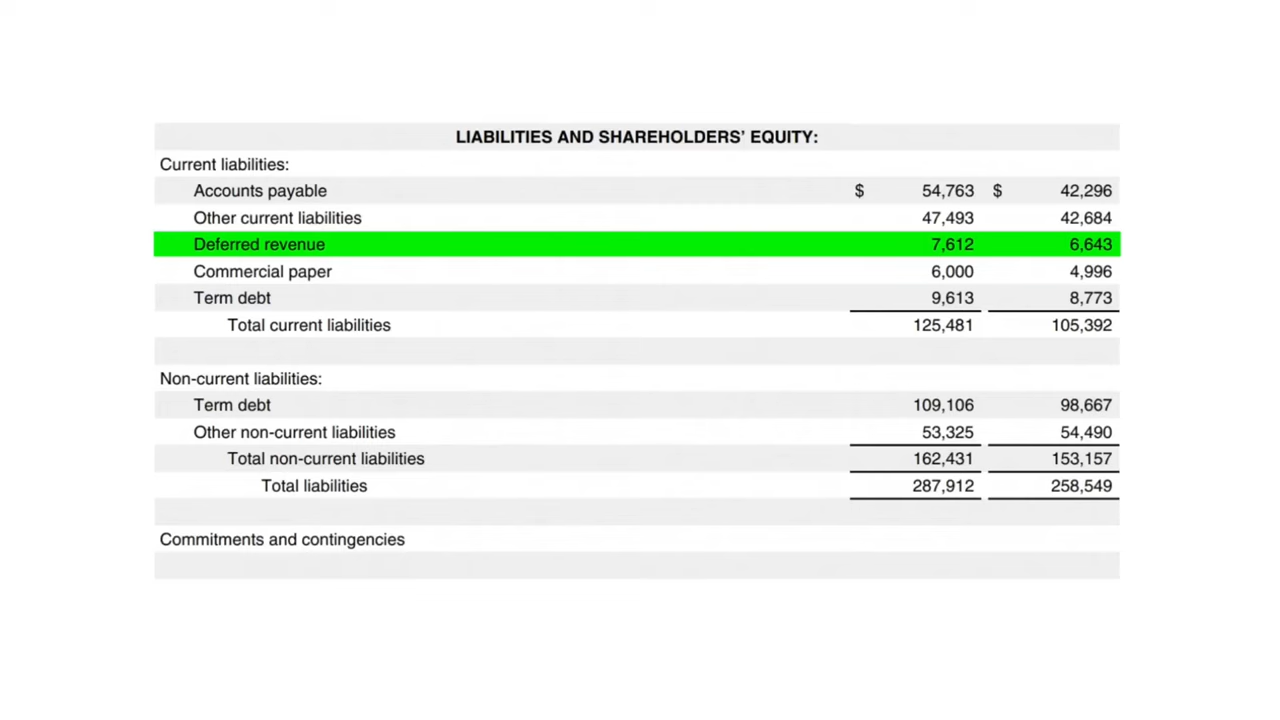 LIABILITIES AND SHAREHOLDERS’ EQUITY:
Current liabilities:
Accounts payable $ 54,763 $ 42,296
Other current liabilities 47,493 42,684
Deferred revenue 7,612 6,643
Commercial paper 6,000 4,996
Term debt 9,613 8,773
Total current liabilities 125,481 105,392
Non-current liabilities:
Term debt 109,106 98,667
Other non-current liabilities 53,325 54,490
Total non-current liabilities 162,431 153,157
Total liabilities 287,912 258,549
Commitments and contingencies